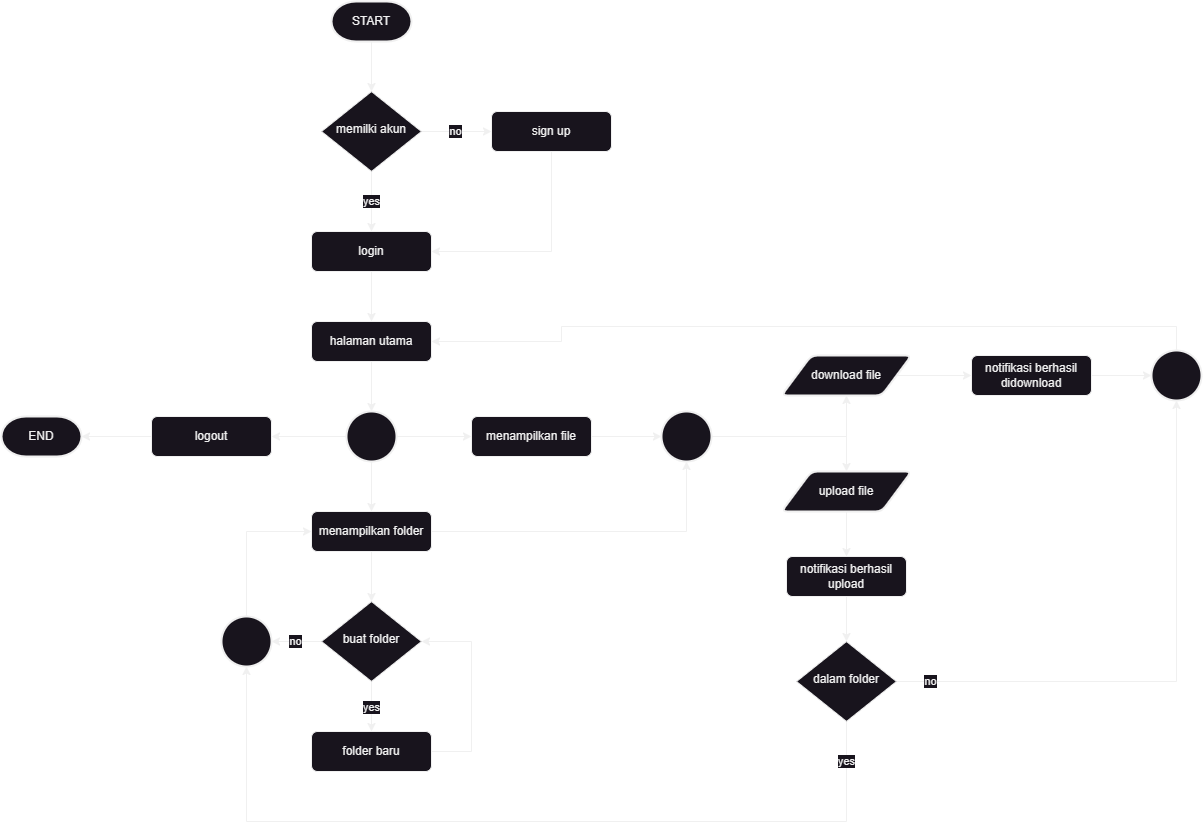 START
memilki akun
no
sign up
yes
login
halaman utama
download file
notifikasi berhasil
didownload
END
logout
menampilkan file
upload file
menampilkan folder
notifikasi berhasil
upload
no
buat folder
dalam folder
no
yes
folder baru
yes